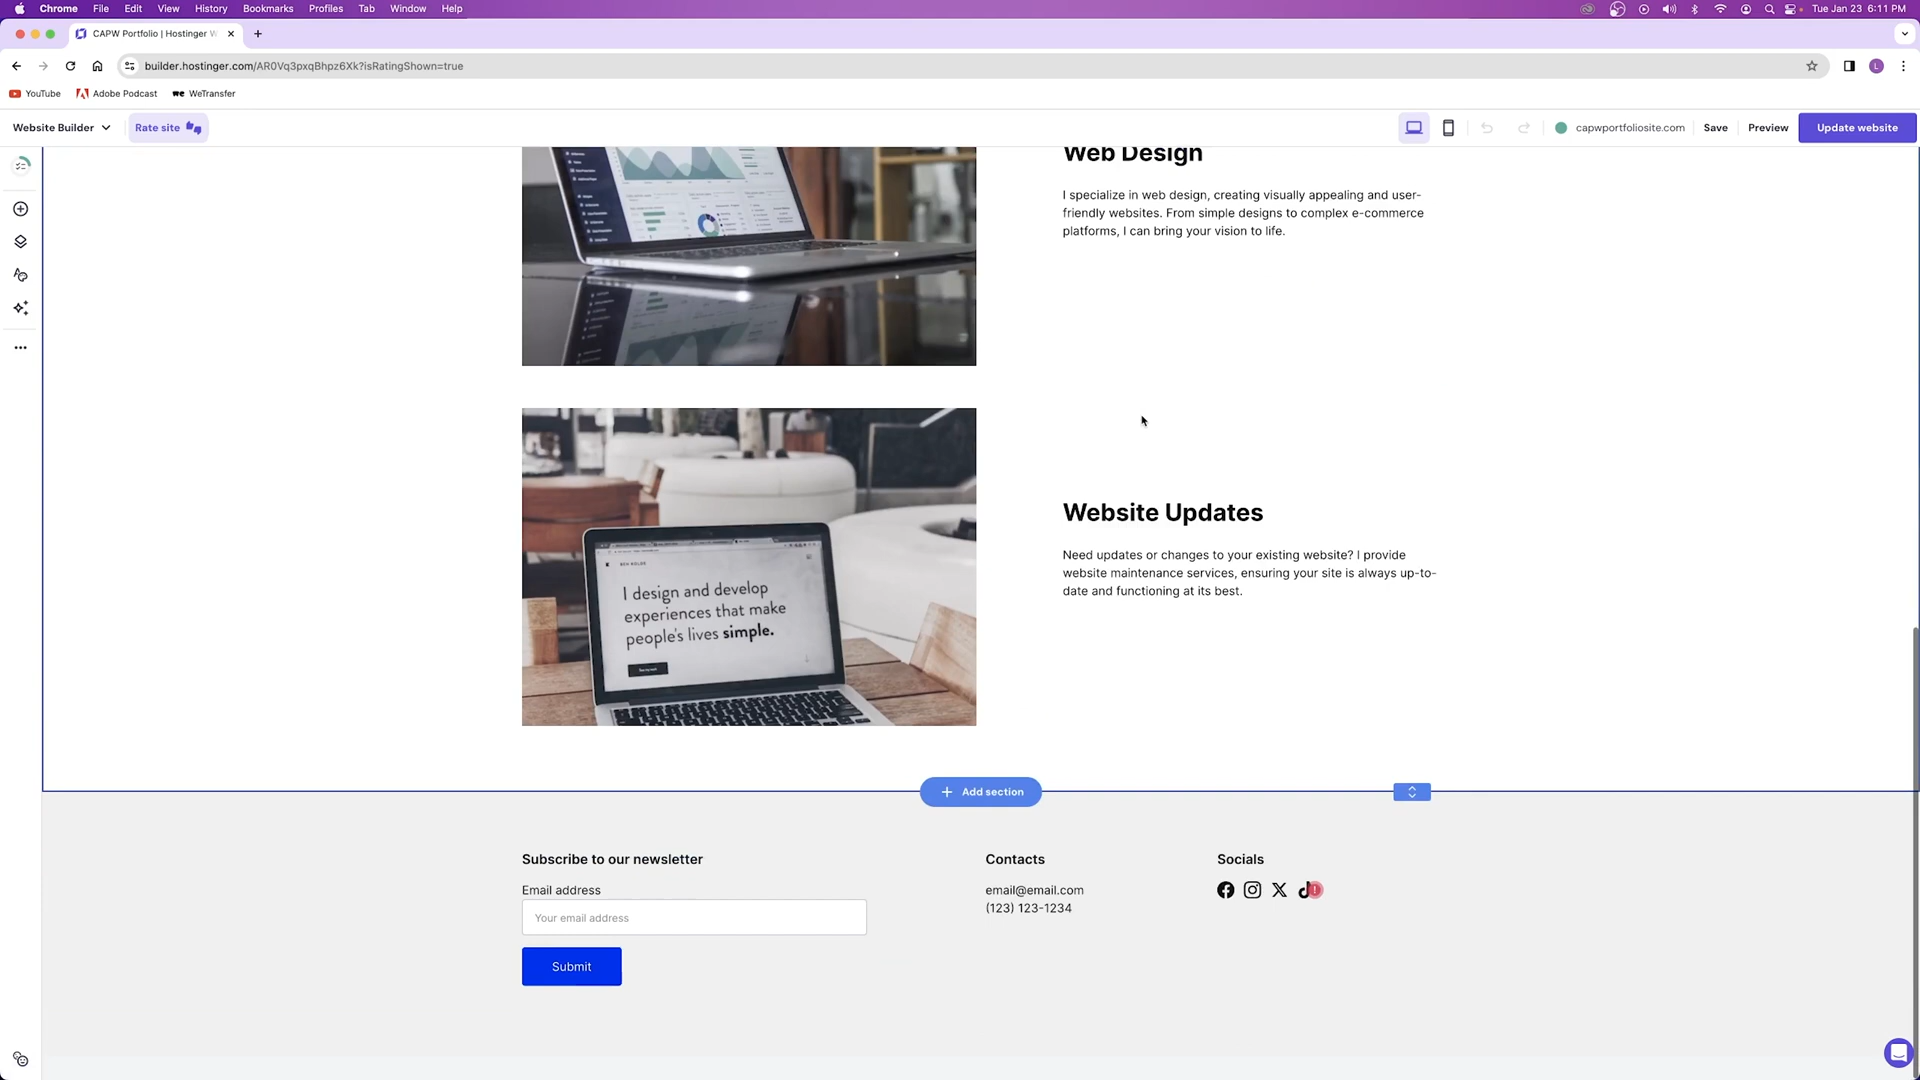 Chrome File Edit View History Bookmarks Profiles Tab Window Help Tue Jan 23 6:11 PM
CAPW Portfolio | Hostinger W
builder.hostinger.com/AR0Vq3pxqBhpz6Xk?isRatingShown=true L
YouTube Adobe Podcast WeTransfer
Website Builder Rate site capwportfoliosite.com Save Preview Update website
Web Design
I specialize in web design, creating visually appealing and user-
friendly websites. From simple designs to complex e-commerce
platforms, I can bring your vision to life.
I design and develop
experiences that make
people's lives simple.
Website Updates
Need updates or changes to your existing website? I provide
website maintenance services, ensuring your site is always up-to-
date and functioning at its best.
Add section
Subscribe to our newsletter
Email address
Your email address
Submit
Contacts
email@email.com
(123) 123-1234
Socials